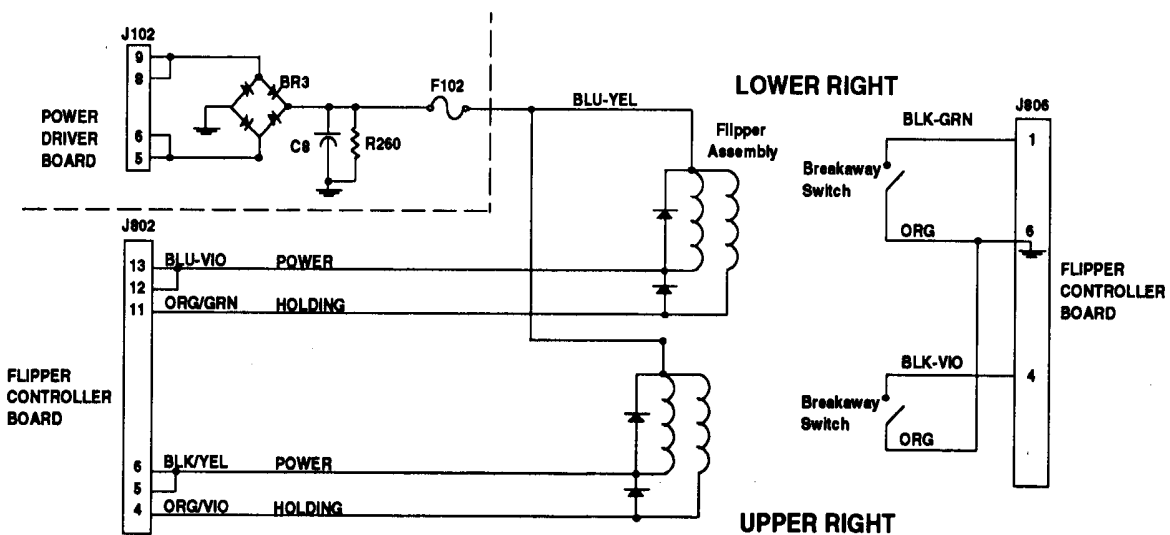 J102
9
8
6
5
POWER
DRIVER
BOARD
BR3
C8
R260
F102
BLU-YEL
LOWER RIGHT
Flipper
Assembly
J806
BLK-GRN
1
Breakaway
Switch
ORG
6
FLIPPER
CONTROLLER
BOARD
BLK-VIO
4
Breakaway
Switch
ORG
J802
13
BLU-VIO
POWER
12
11
ORG/GRN
HOLDING
FLIPPER
CONTROLLER
BOARD
6
BLK/YEL
POWER
5
4
ORG/VIO
HOLDING
UPPER RIGHT